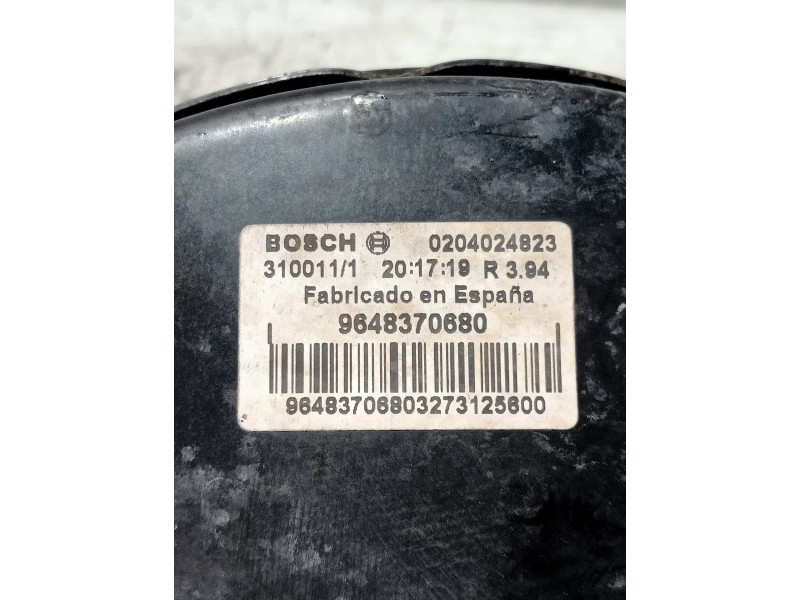 BOSCH 0204024823
310011/1 20:17:19 R 3.94
Fabricado en España
9648370680
96483706803273125600